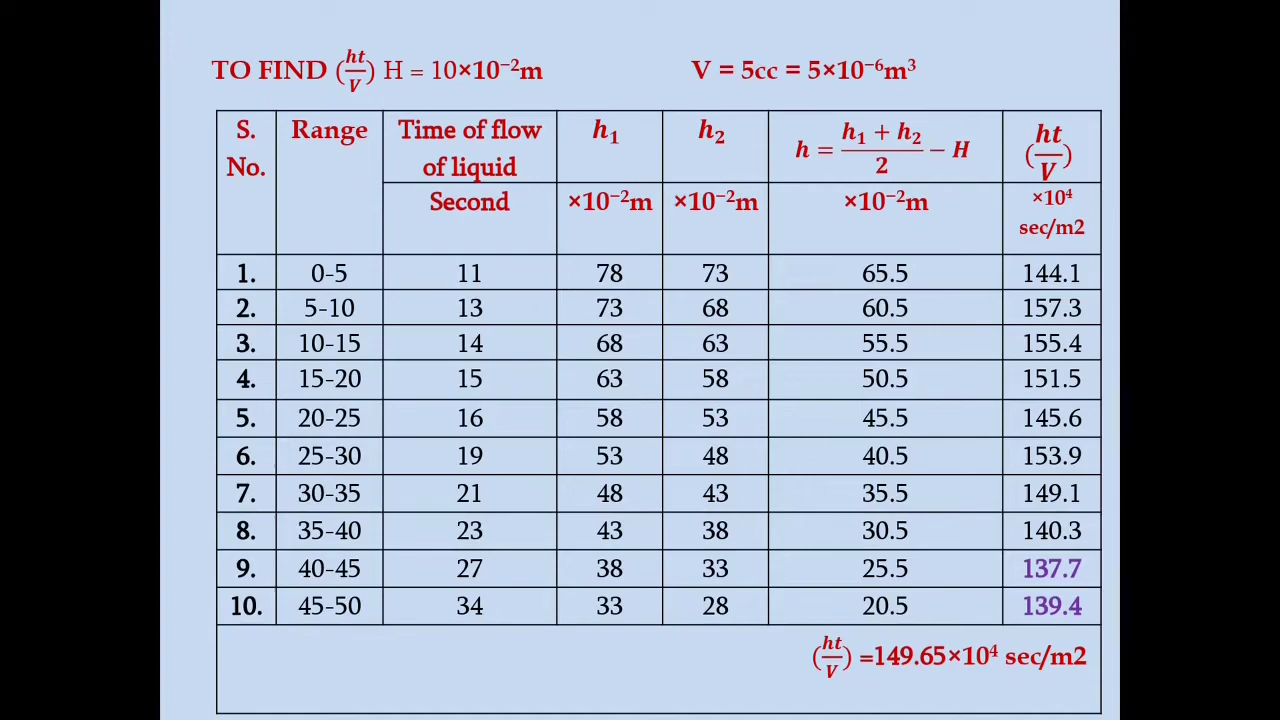 TO FIND (ht/V) H = 10×10⁻²m V = 5cc = 5×10⁻⁶m³
S. No. Range Time of flow of liquid h₁ h₂ h = (h₁ + h₂)/2 − H (ht/V)
Second ×10⁻²m ×10⁻²m ×10⁻²m ×10⁴ sec/m2
1. 0-5 11 78 73 65.5 144.1
2. 5-10 13 73 68 60.5 157.3
3. 10-15 14 68 63 55.5 155.4
4. 15-20 15 63 58 50.5 151.5
5. 20-25 16 58 53 45.5 145.6
6. 25-30 19 53 48 40.5 153.9
7. 30-35 21 48 43 35.5 149.1
8. 35-40 23 43 38 30.5 140.3
9. 40-45 27 38 33 25.5 137.7
10. 45-50 34 33 28 20.5 139.4
(ht/V) =149.65×10⁴ sec/m2